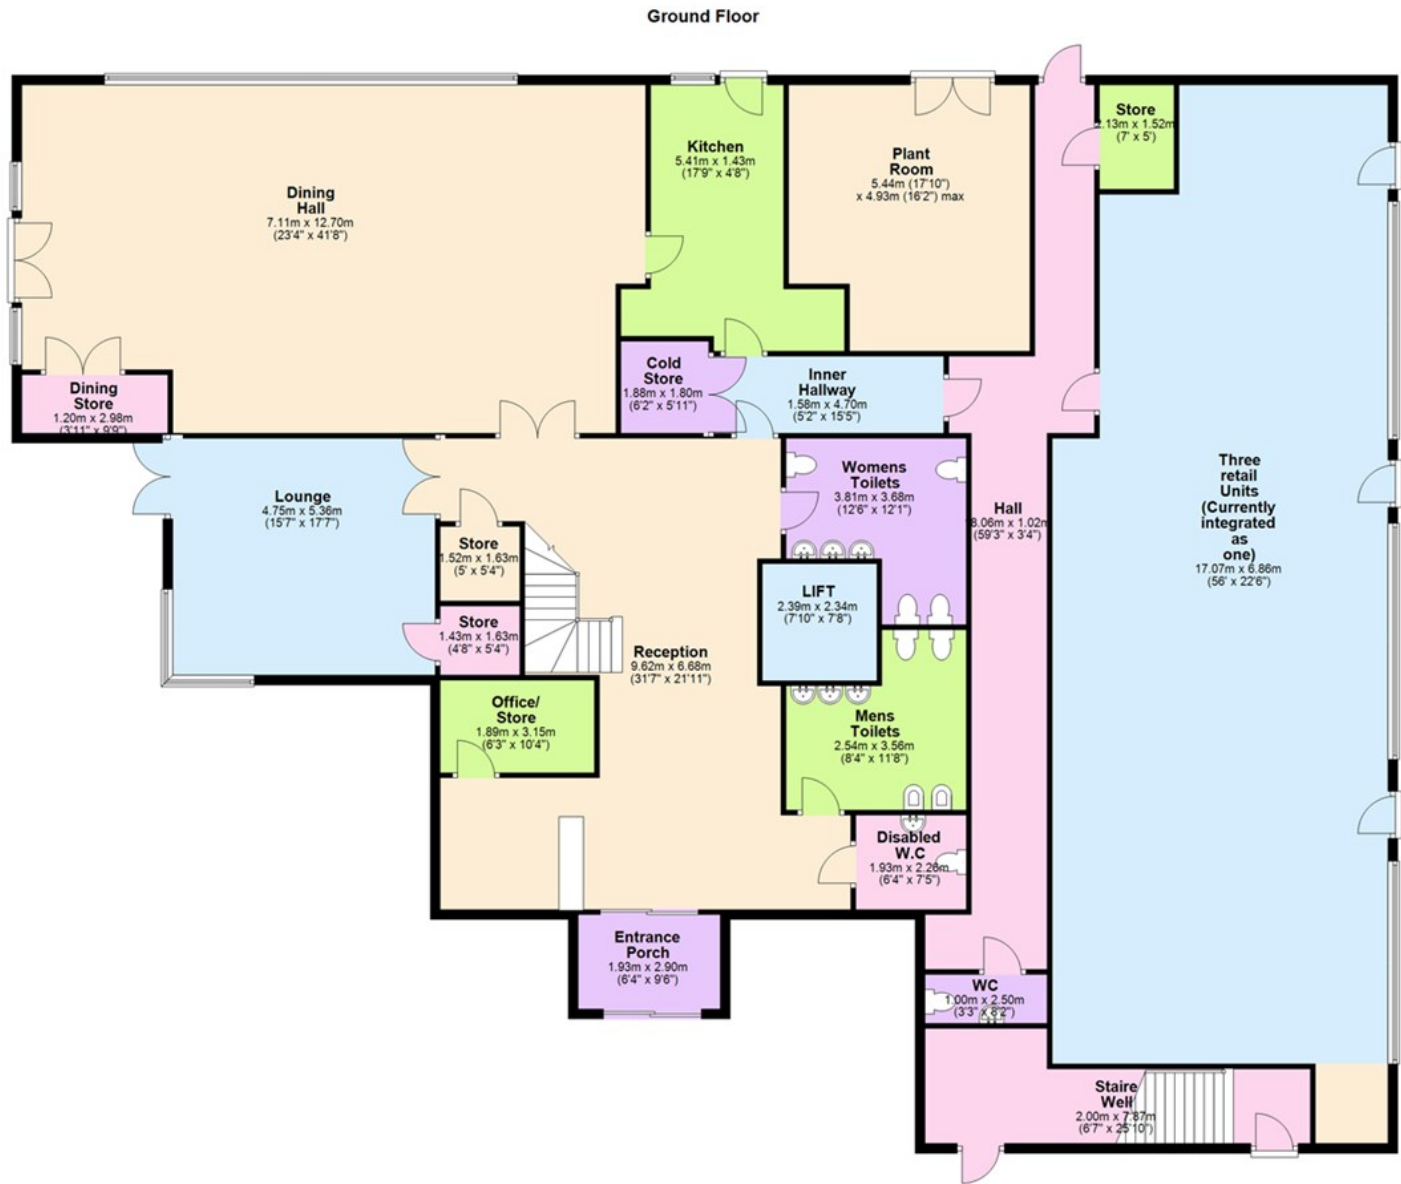 Ground Floor
Dining
Hall
7.11m x 12.70m
(23'4" x 41'8")
Kitchen
5.41m x 1.43m
(17'9" x 4'8")
Plant
Room
5.44m (17'10")
x 4.93m (16'2") max
Store
2.13m x 1.52m
(7' x 5')
Dining
Store
1.20m x 2.98m
(3'11" x 9'9")
Cold
Store
1.88m x 1.80m
(6'2" x 5'11")
Inner
Hallway
1.58m x 4.70m
(5'2" x 15'5")
Lounge
4.75m x 5.36m
(15'7" x 17'7")
Womens
Toilets
3.81m x 3.68m
(12'6" x 12'1")
Hall
8.06m x 1.02m
(59'3" x 3'4")
Three
retail
Units
(Currently
integrated
as
one)
17.07m x 6.86m
(56' x 22'6")
Store
1.52m x 1.63m
(5' x 5'4")
Store
1.43m x 1.63m
(4'8" x 5'4")
LIFT
2.39m x 2.34m
(7'10" x 7'8")
Reception
9.62m x 6.68m
(31'7" x 21'11")
Office/
Store
1.89m x 3.15m
(6'3" x 10'4")
Mens
Toilets
2.54m x 3.56m
(8'4" x 11'8")
Disabled
W.C
1.93m x 2.26m
(6'4" x 7'5")
Entrance
Porch
1.93m x 2.90m
(6'4" x 9'6")
WC
1.00m x 2.50m
(3'3" x 8'2")
Staire
Well
2.00m x 7.87m
(6'7" x 25'10")